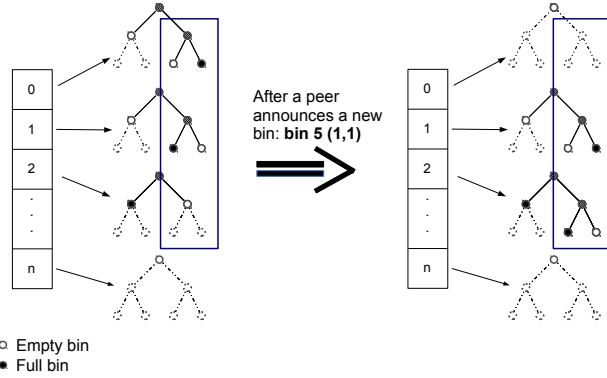 0
1
2
.
.
.
n
After a peer
announces a new
bin: bin 5 (1,1)
0
1
2
.
.
.
n
Empty bin
Full bin